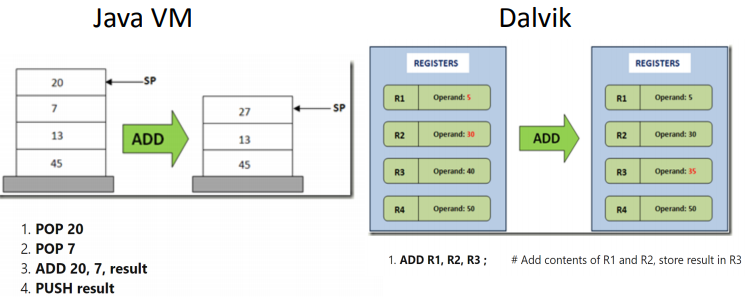 Java VM
20
SP
7
13
45
ADD
27
SP
13
45
1. POP 20
2. POP 7
3. ADD 20, 7, result
4. PUSH result
Dalvik
REGISTERS
R1 Operand: 5
R2 Operand: 30
R3 Operand: 40
R4 Operand: 50
ADD
REGISTERS
R1 Operand: 5
R2 Operand: 30
R3 Operand: 35
R4 Operand: 50
1. ADD R1, R2, R3 ; # Add contents of R1 and R2, store result in R3